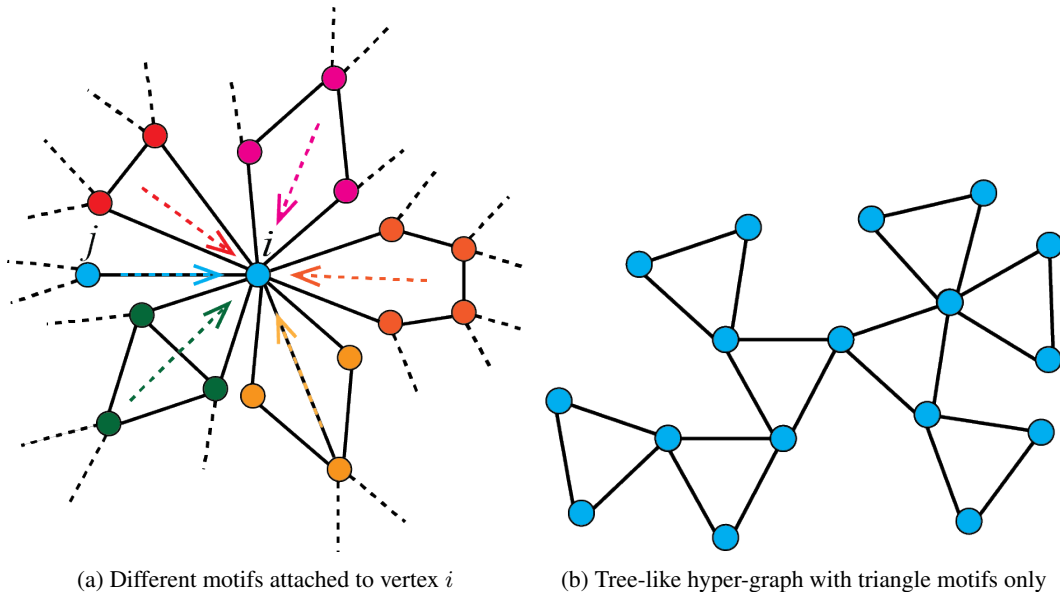 i
j
(a) Different motifs attached to vertex i
(b) Tree-like hyper-graph with triangle motifs only